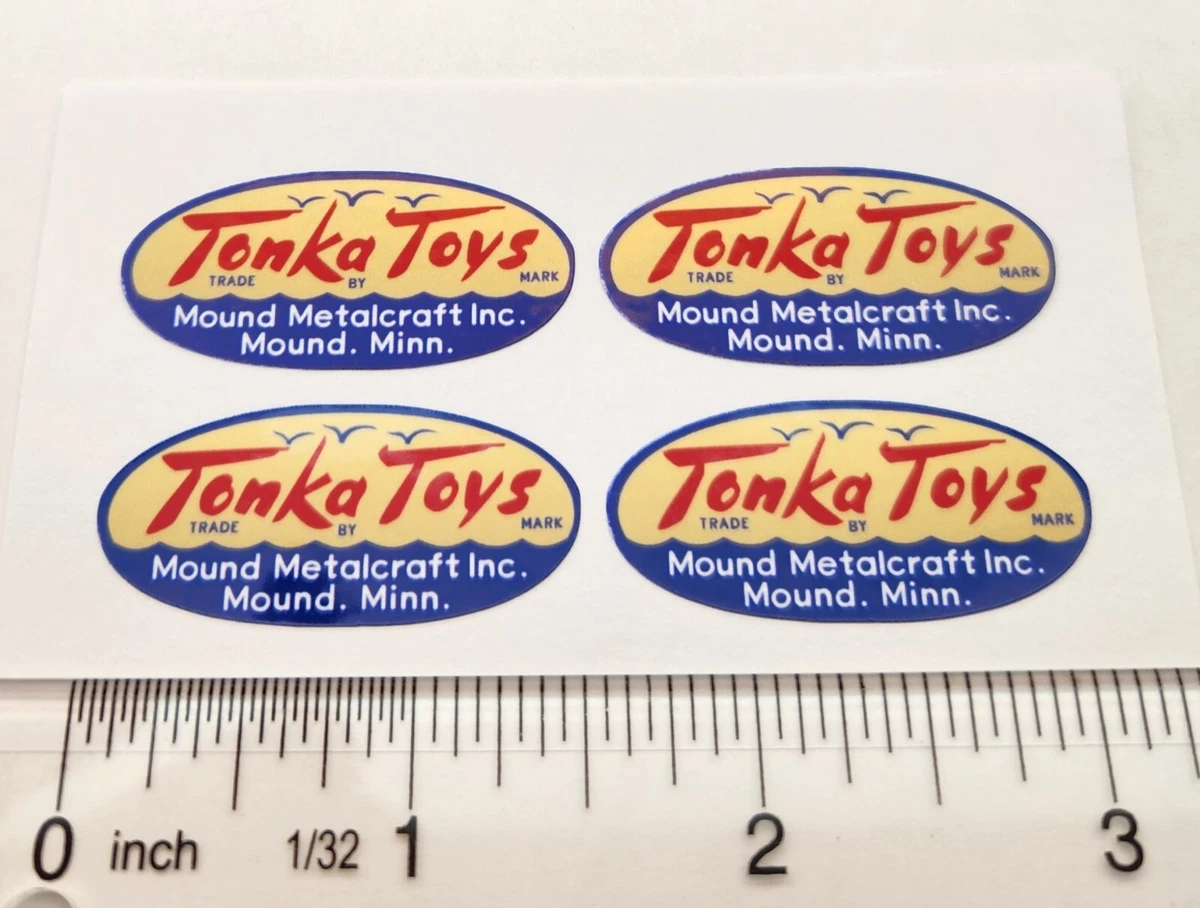 Tonka Toys
TRADE BY MARK
Mound Metalcraft Inc.
Mound. Minn.
Tonka Toys
TRADE BY MARK
Mound Metalcraft Inc.
Mound. Minn.
Tonka Toys
TRADE BY MARK
Mound Metalcraft Inc.
Mound. Minn.
Tonka Toys
TRADE BY MARK
Mound Metalcraft Inc.
Mound. Minn.
0 inch 1/32 1 2 3